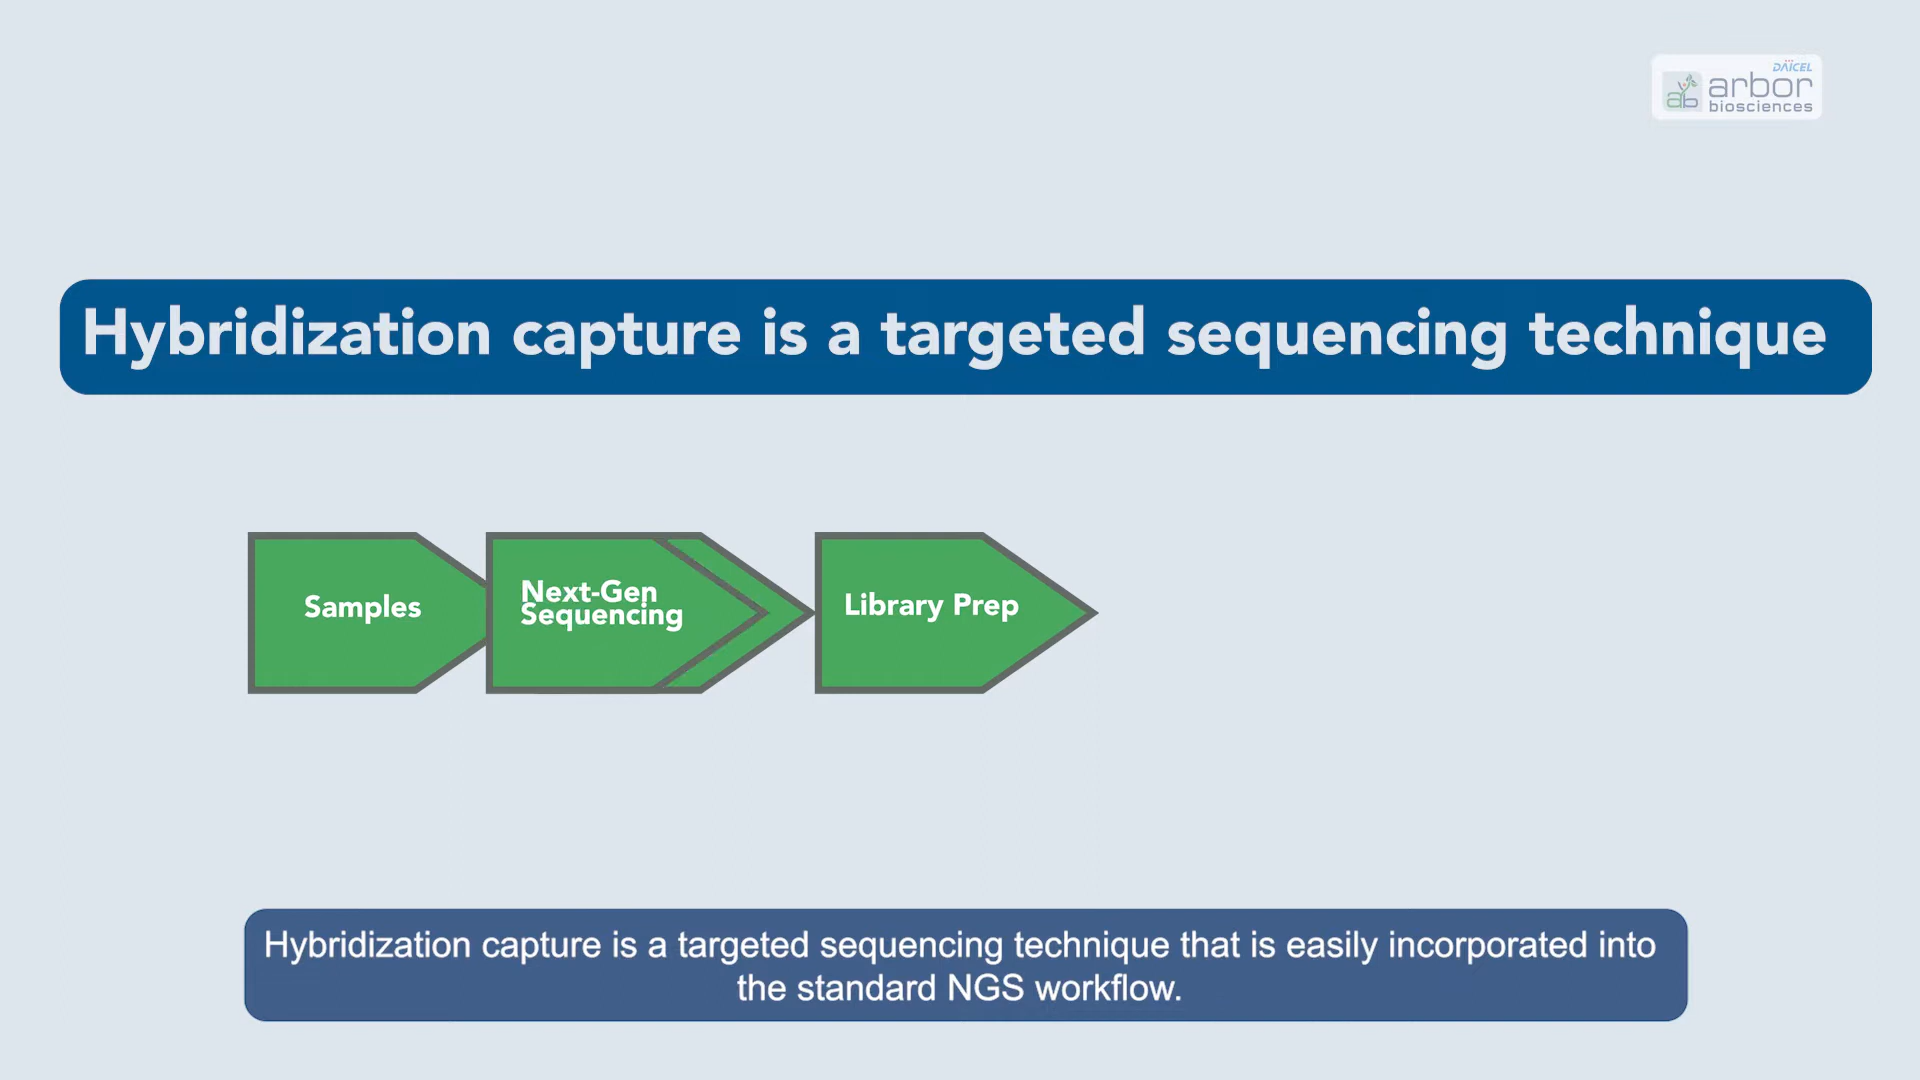 DAICEL
arbor
biosciences
ab
Hybridization capture is a targeted sequencing technique
Samples
Next-Gen
Sequencing
Library Prep
Hybridization capture is a targeted sequencing technique that is easily incorporated into
the standard NGS workflow.